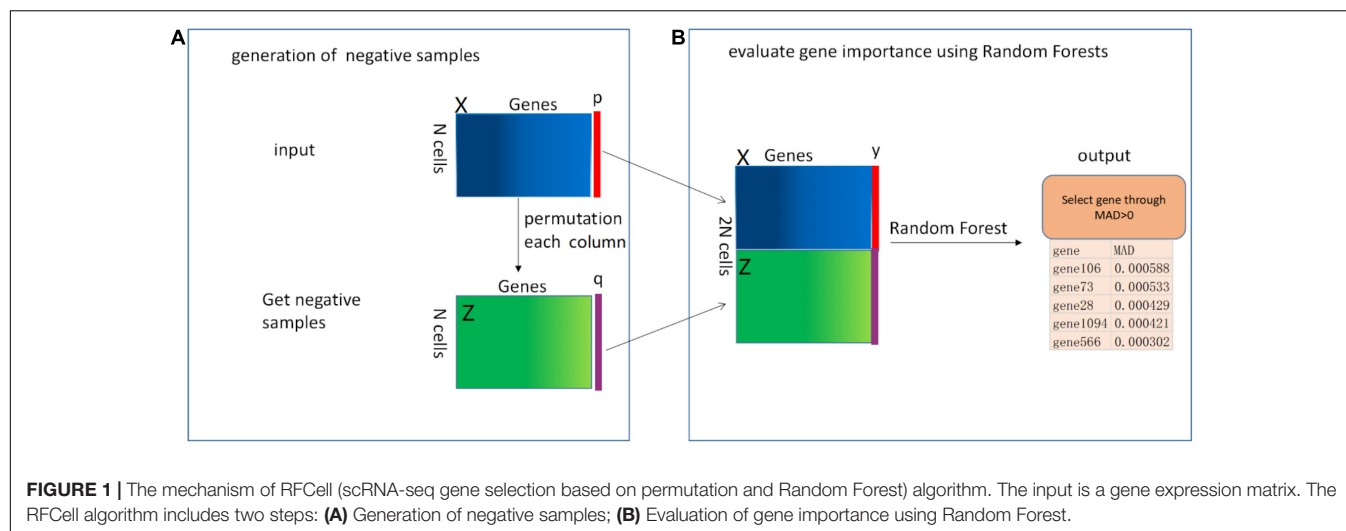 A
generation of negative samples
X
Genes
p
N cells
input
permutation
each column
Genes
q
Z
N cells
Get negative
samples
B
evaluate gene importance using Random Forests
X
Genes
y
2N cells
Z
Random Forest
output
Select gene through
MAD>0
gene MAD
gene106 0.000588
gene73 0.000533
gene28 0.000429
gene1094 0.000421
gene566 0.000302
FIGURE 1 | The mechanism of RFCell (scRNA-seq gene selection based on permutation and Random Forest) algorithm. The input is a gene expression matrix. The
RFCell algorithm includes two steps: (A) Generation of negative samples; (B) Evaluation of gene importance using Random Forest.